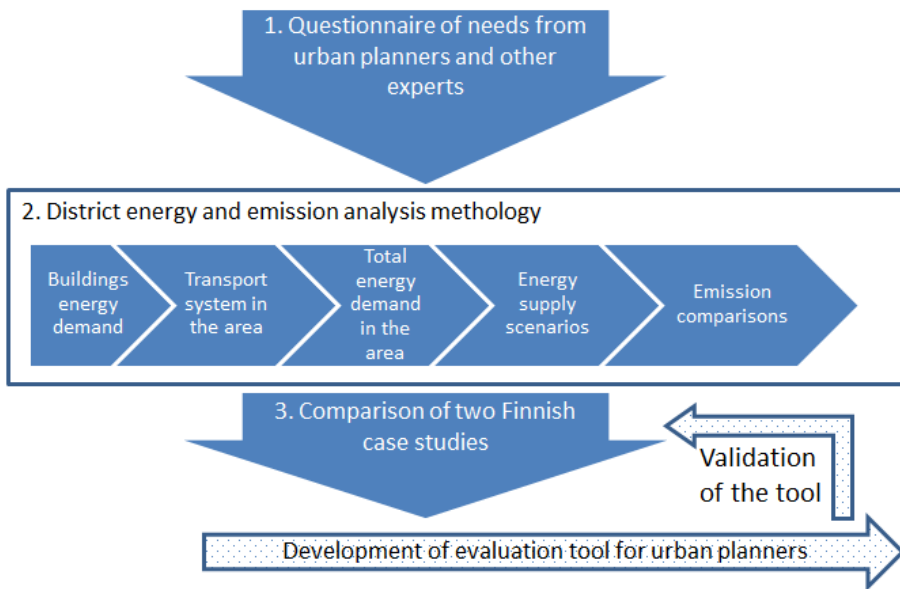 1. Questionnaire of needs from
urban planners and other
experts
2. District energy and emission analysis methology
Buildings
energy
demand
Transport
system in
the area
Total
energy
demand
in the
area
Energy
supply
scenarios
Emission
comparisons
3. Comparison of two Finnish
case studies
Validation
of the tool
Development of evaluation tool for urban planners